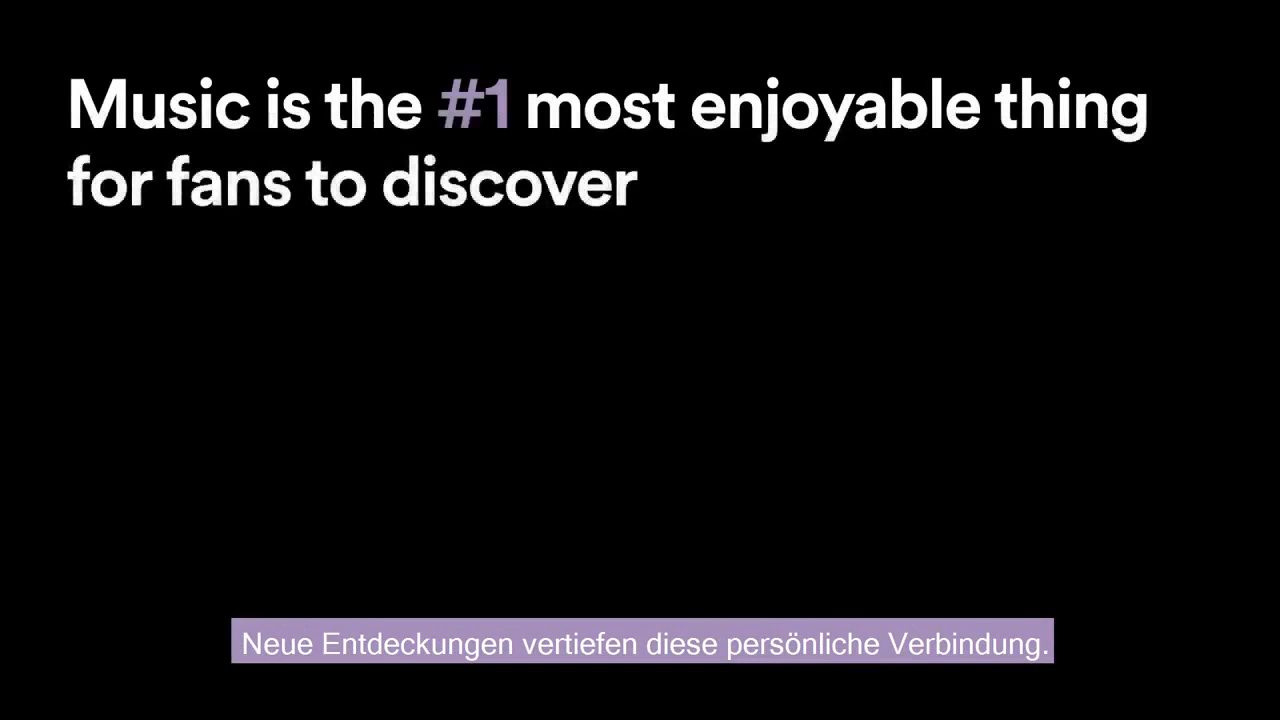 Music is the #1 most enjoyable thing
for fans to discover
Neue Entdeckungen vertiefen diese persönliche Verbindung.